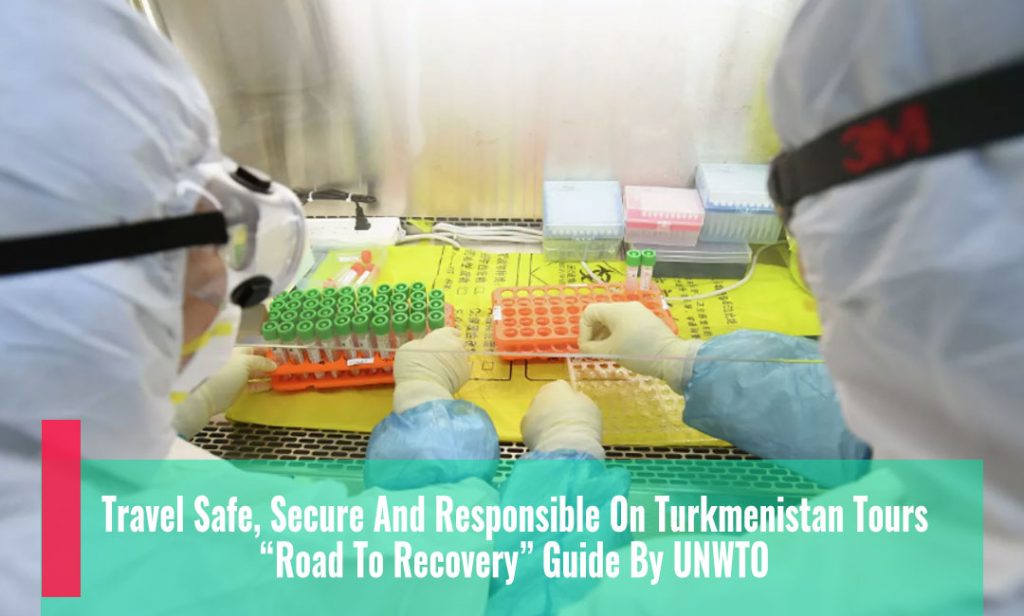 3M
Travel Safe, Secure And Responsible On Turkmenistan Tours
“Road To Recovery” Guide By UNWTO